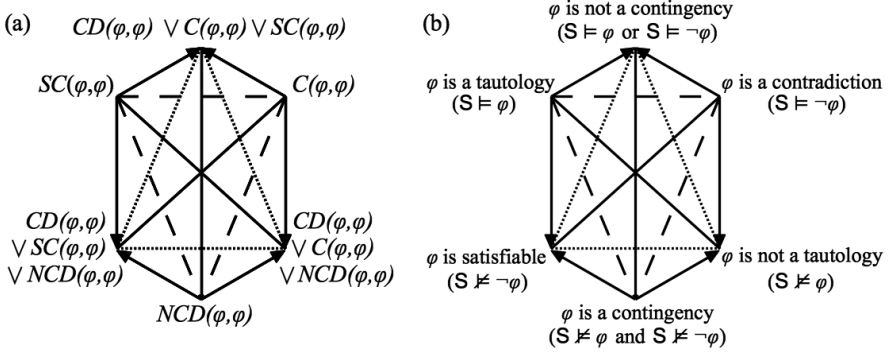 (a)
CD(φ,φ) ∨ C(φ,φ) ∨ SC(φ,φ)
SC(φ,φ)
C(φ,φ)
CD(φ,φ)
∨ SC(φ,φ)
∨ NCD(φ,φ)
CD(φ,φ)
∨ C(φ,φ)
∨ NCD(φ,φ)
NCD(φ,φ)
(b)
φ is not a contingency
(S ⊨ φ or S ⊨ ¬φ)
φ is a tautology
(S ⊨ φ)
φ is a contradiction
(S ⊨ ¬φ)
φ is satisfiable
(S ⊭ ¬φ)
φ is not a tautology
(S ⊭ φ)
φ is a contingency
(S ⊭ φ and S ⊭ ¬φ)